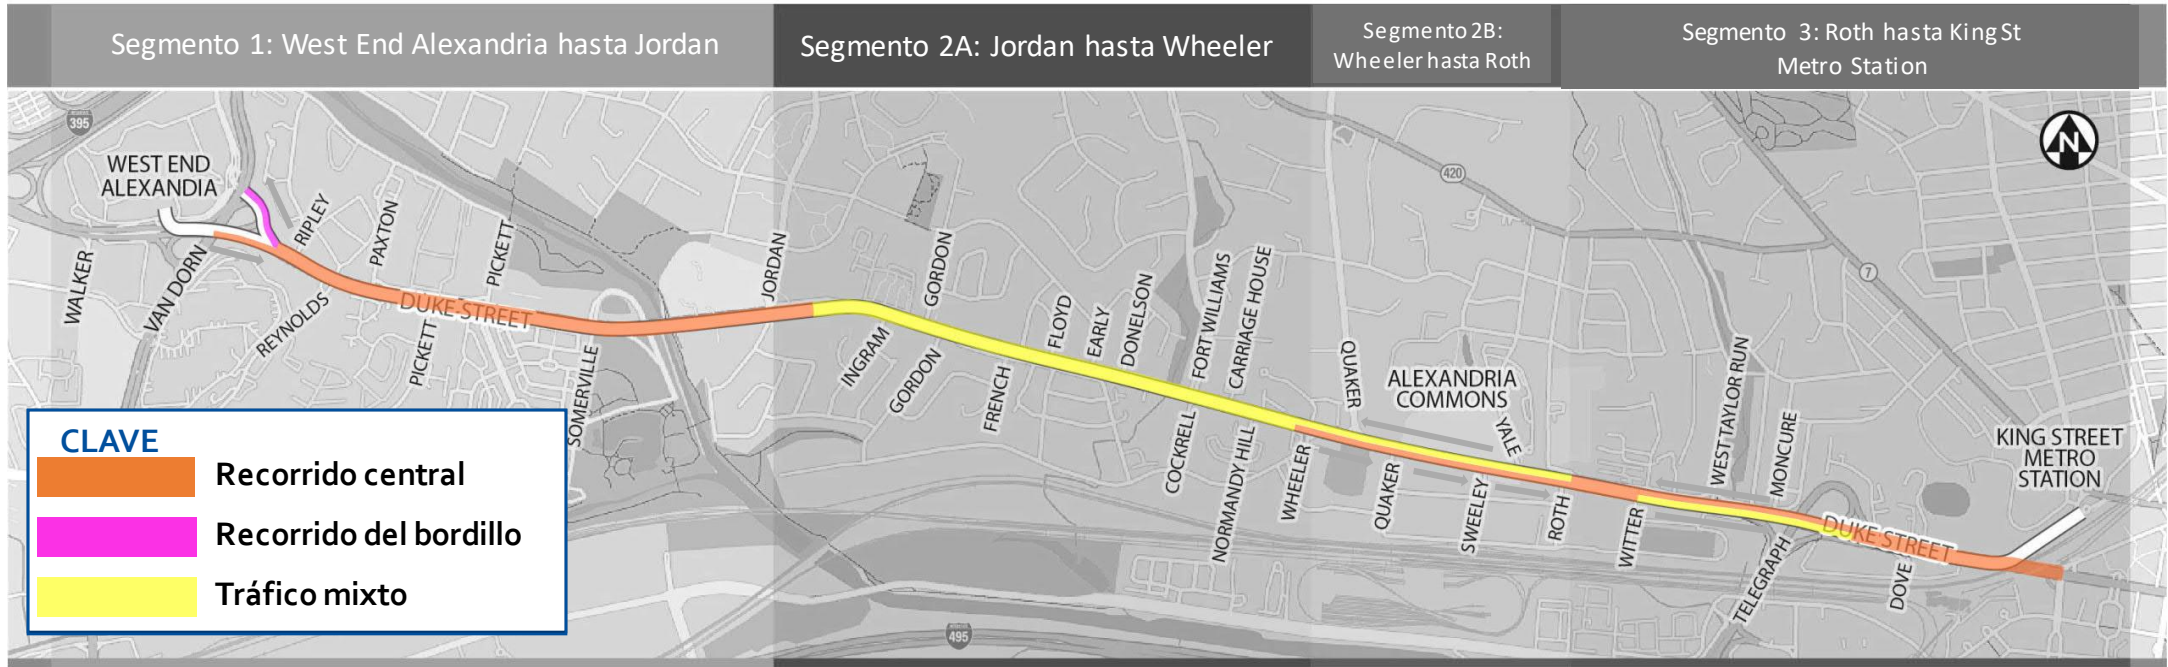 Segmento 1: West End Alexandria hasta Jordan
Segmento 2A: Jordan hasta Wheeler
Segmento 2B:
Wheeler hasta Roth
Segmento 3: Roth hasta King St
Metro Station
395
WEST END
ALEXANDIA
N
420
7
WALKER
VAN DORN
RIPLEY
REYNOLDS
PAXTON
PICKETT
PICKETT
DUKE STREET
SOMERVILLE
JORDAN
INGRAM
GORDON
GORDON
FRENCH
FLOYD
EARLY
DONELSON
COCKRELL
FORT WILLIAMS
CARRIAGE HOUSE
NORMANDY HILL
WHEELER
QUAKER
QUAKER
ALEXANDRIA
COMMONS
YALE
SWEELEY
ROTH
WITTER
WEST TAYLOR RUN
MONCURE
TELEGRAPH
DUKE STREET
DOVE
KING STREET
METRO
STATION
495
CLAVE
Recorrido central
Recorrido del bordillo
Tráfico mixto